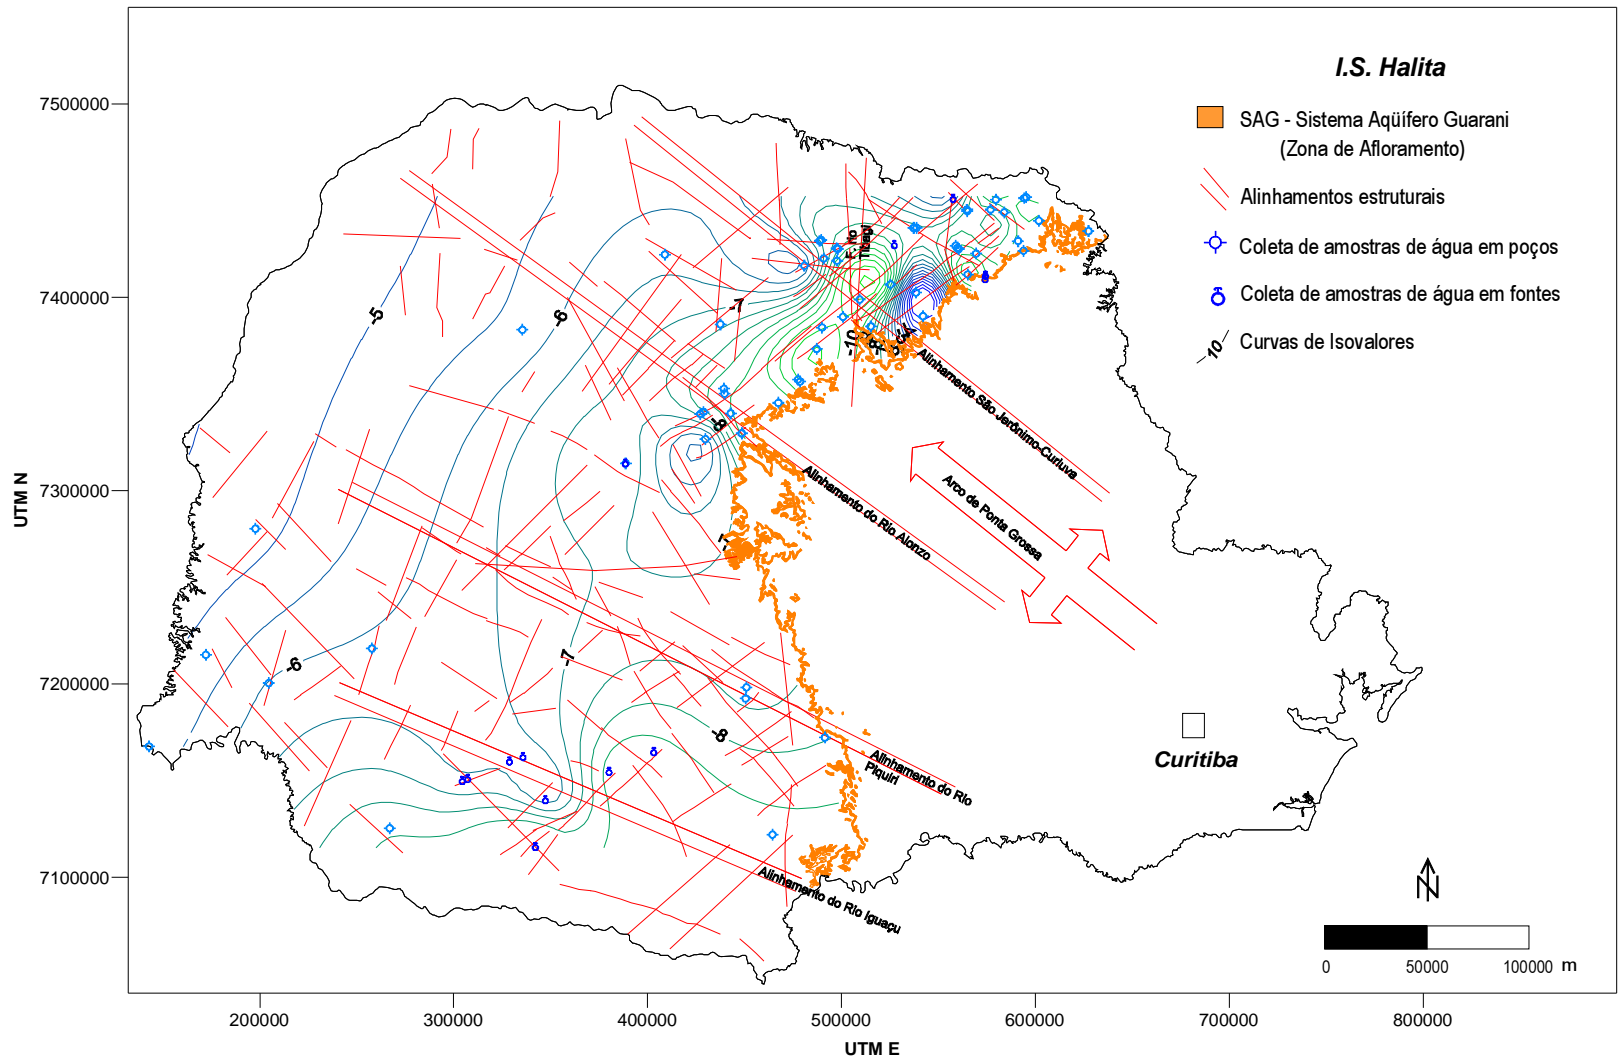 I.S. Halita
SAG - Sistema Aqüífero Guarani
(Zona de Afloramento)
Alinhamentos estruturais
Coleta de amostras de água em poços
Coleta de amostras de água em fontes
-10
Curvas de Isovalores
7500000
7400000
7300000
7200000
7100000
UTM N
-5
-6
-7
F. rio
Tibagi
-10
-8
Alinhamento São Jerônimo-Curiuva
-8
Alinhamento do Rio Alonzo
Arco de Ponta Grossa
-6
-7
-8
Alinhamento do Rio
Piquiri
Alinhamento do Rio Iguaçu
Curitiba
N
0
50000
100000 m
200000
300000
400000
500000
600000
700000
800000
UTM E